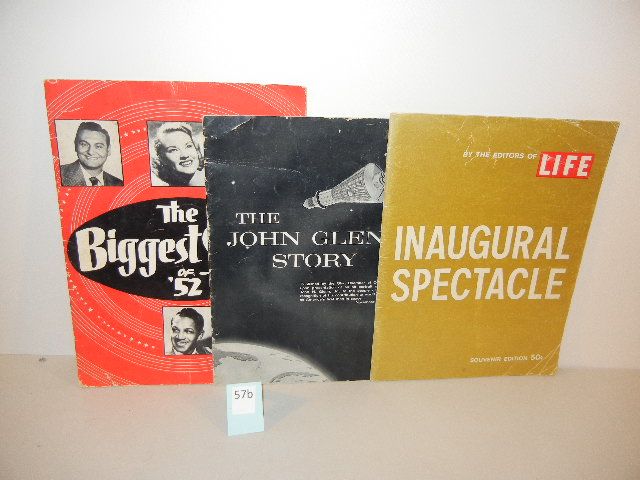 The
Biggest
OF
'52
THE
JOHN GLEN
STORY
BY THE EDITORS OF LIFE
INAUGURAL
SPECTACLE
SOUVENIR EDITION 50¢
57b